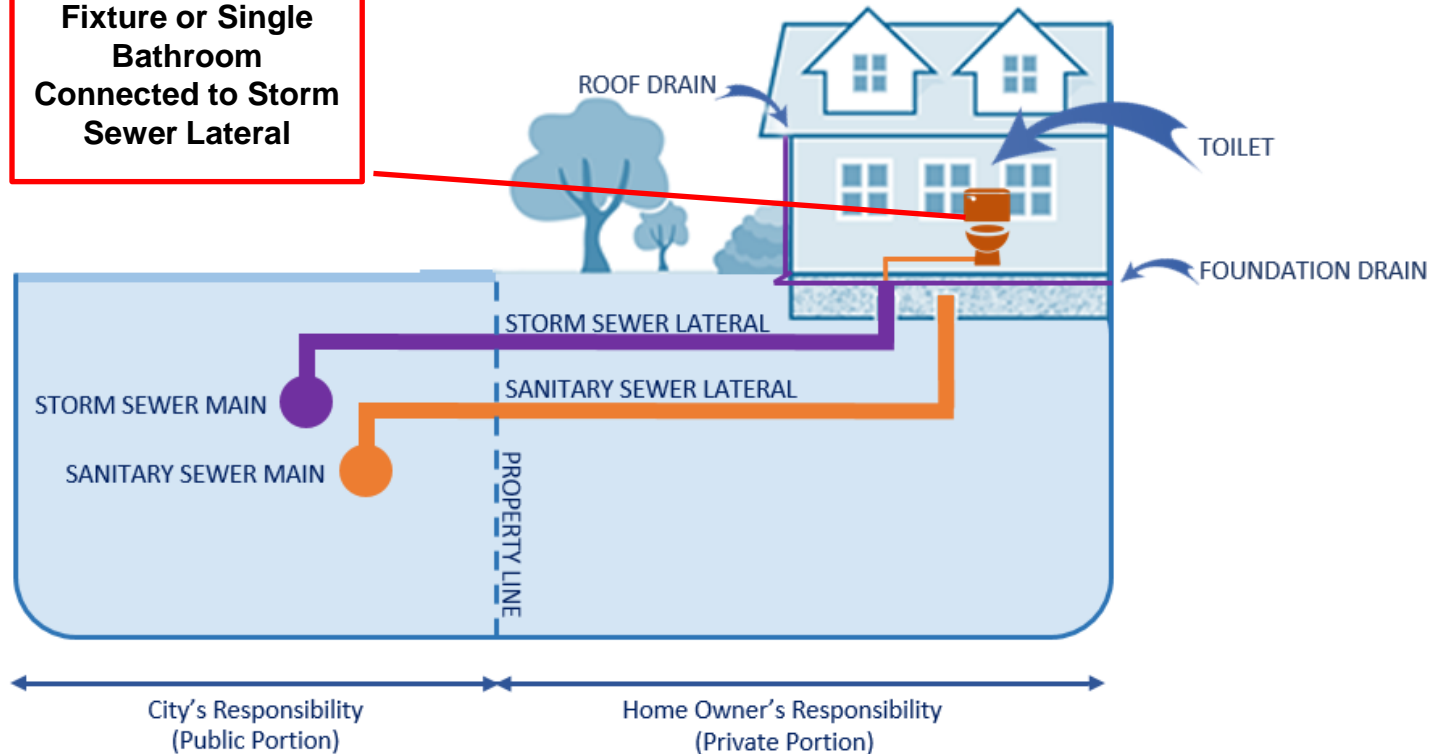 Fixture or Single
Bathroom
Connected to Storm
Sewer Lateral
ROOF DRAIN
TOILET
FOUNDATION DRAIN
STORM SEWER LATERAL
SANITARY SEWER LATERAL
STORM SEWER MAIN
SANITARY SEWER MAIN
PROPERTY LINE
City's Responsibility
(Public Portion)
Home Owner's Responsibility
(Private Portion)